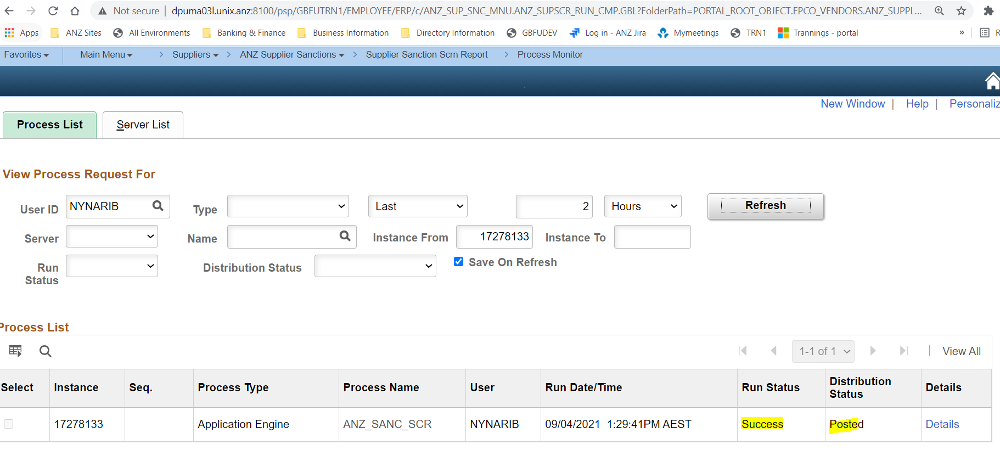 Not secure | dpuma03l.unix.anz:8100/psp/GBFUTRN1/EMPLOYEE/ERP/c/ANZ_SUP_SNC_MNU.ANZ_SUPSCR_RUN_CMP.GBL?FolderPath=PORTAL_ROOT_OBJECT.EPCO_VENDORS.ANZ_SUPPL...
Apps ANZ Sites All Environments Banking & Finance Business Information Directory Information GBFUDEV Log in - ANZ Jira Mymeetings TRN1 Trannings - portal » R
Favorites Main Menu > Suppliers > ANZ Supplier Sanctions > Supplier Sanction Scrn Report > Process Monitor
New Window | Help | Personaliz
Process List Server List
View Process Request For
User ID NYNARIB Type Last 2 Hours Refresh
Server Name Instance From 17278133 Instance To
Run Status Distribution Status Save On Refresh
Process List
1-1 of 1 | View All
Select Instance Seq. Process Type Process Name User Run Date/Time Run Status Distribution Status Details
17278133 Application Engine ANZ_SANC_SCR NYNARIB 09/04/2021 1:29:41PM AEST Success Posted Details